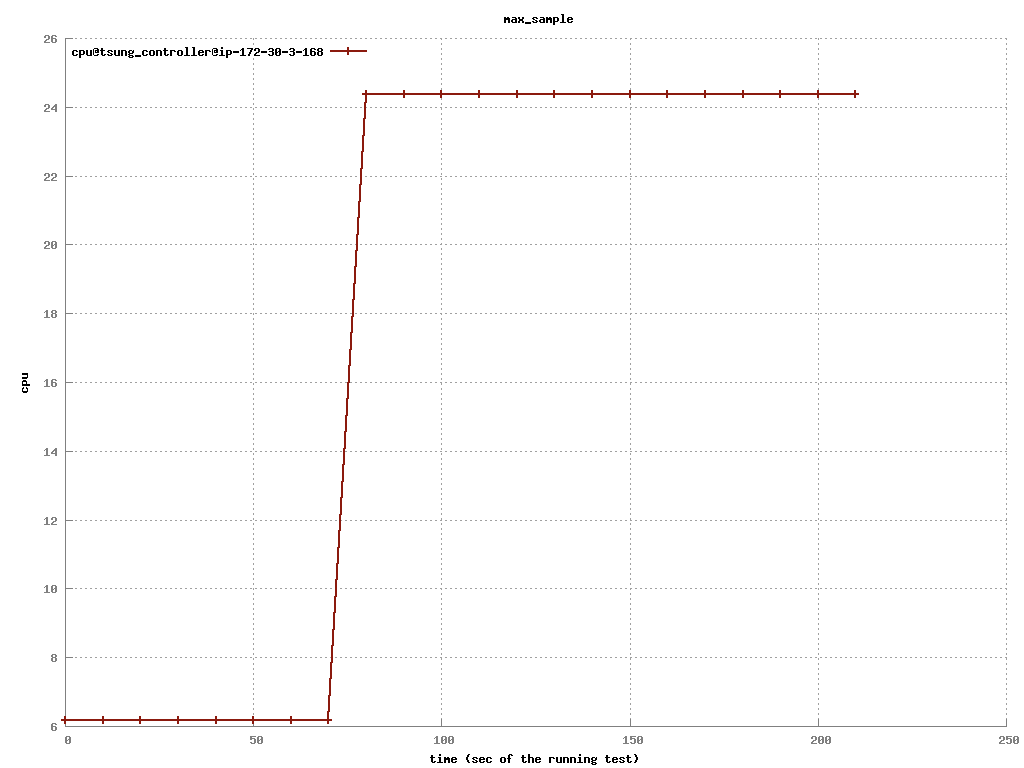 max_sample
26
cpu@tsung_controller@ip-172-30-3-168
24
22
20
18
16
cpu
14
12
10
8
6
0 50 100 150 200 250
time (sec of the running test)